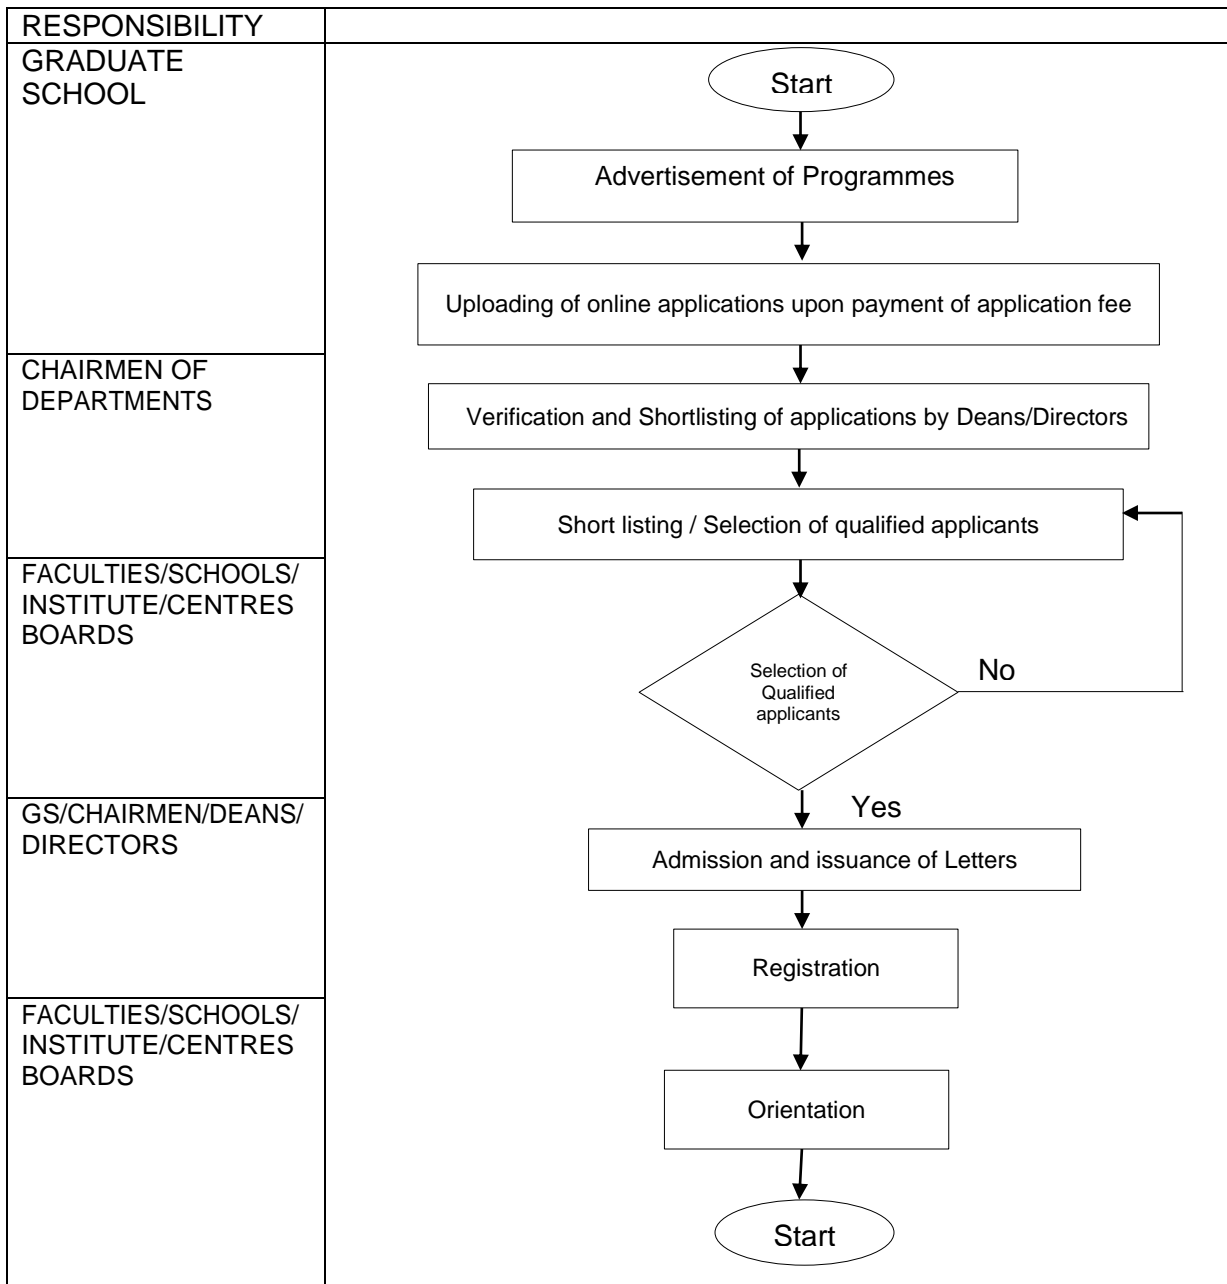 RESPONSIBILITY
GRADUATE
SCHOOL
Start
Advertisement of Programmes
Uploading of online applications upon payment of application fee
CHAIRMEN OF
DEPARTMENTS
Verification and Shortlisting of applications by Deans/Directors
Short listing / Selection of qualified applicants
FACULTIES/SCHOOLS/
INSTITUTE/CENTRES
BOARDS
Selection of
Qualified
applicants
No
Yes
GS/CHAIRMEN/DEANS/
DIRECTORS
Admission and issuance of Letters
Registration
FACULTIES/SCHOOLS/
INSTITUTE/CENTRES
BOARDS
Orientation
Start